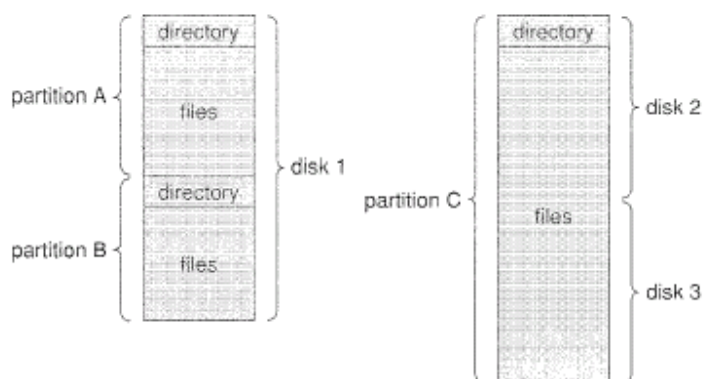 directory
partition A
files
disk 1
directory
partition B
files
directory
disk 2
partition C
files
disk 3